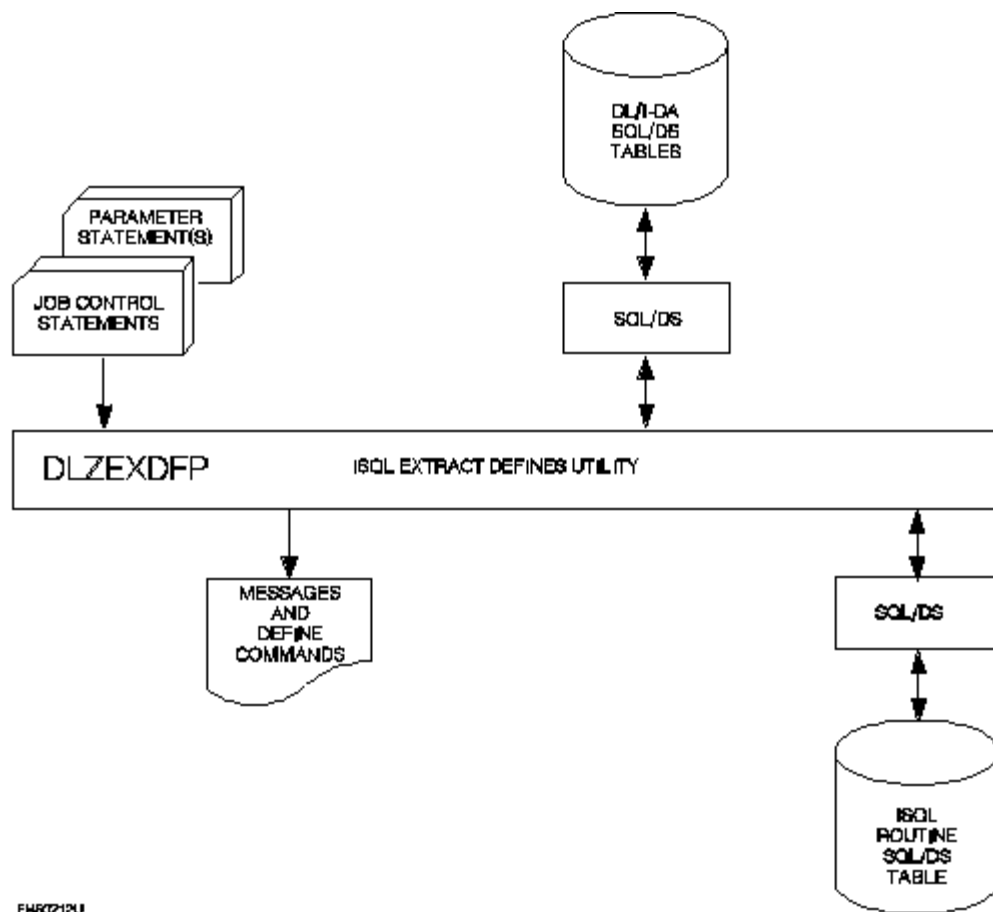 DL/I-DA
SQL/DS
TABLES
PARAMETER
STATEMENT(S)
JOB CONTROL
STATEMENTS
SQL/DS
DLZEXDFP
ISQL EXTRACT DEFINES UTILITY
MESSAGES
AND
DEFINE
COMMANDS
SQL/DS
ISQL
ROUTINE
SQL/DS
TABLE